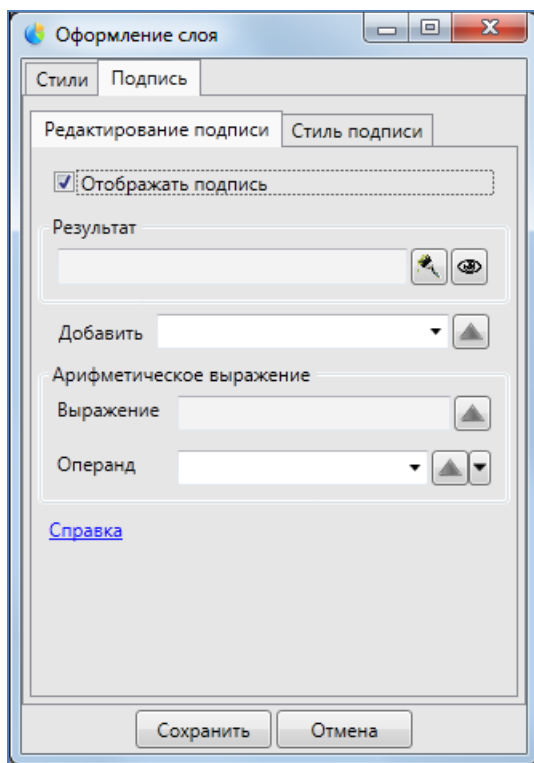 Оформление слоя
Стили Подпись
Редактирование подписи Стиль подписи
Отображать подпись
Результат
Добавить
Арифметическое выражение
Выражение
Операнд
Справка
Сохранить Отмена